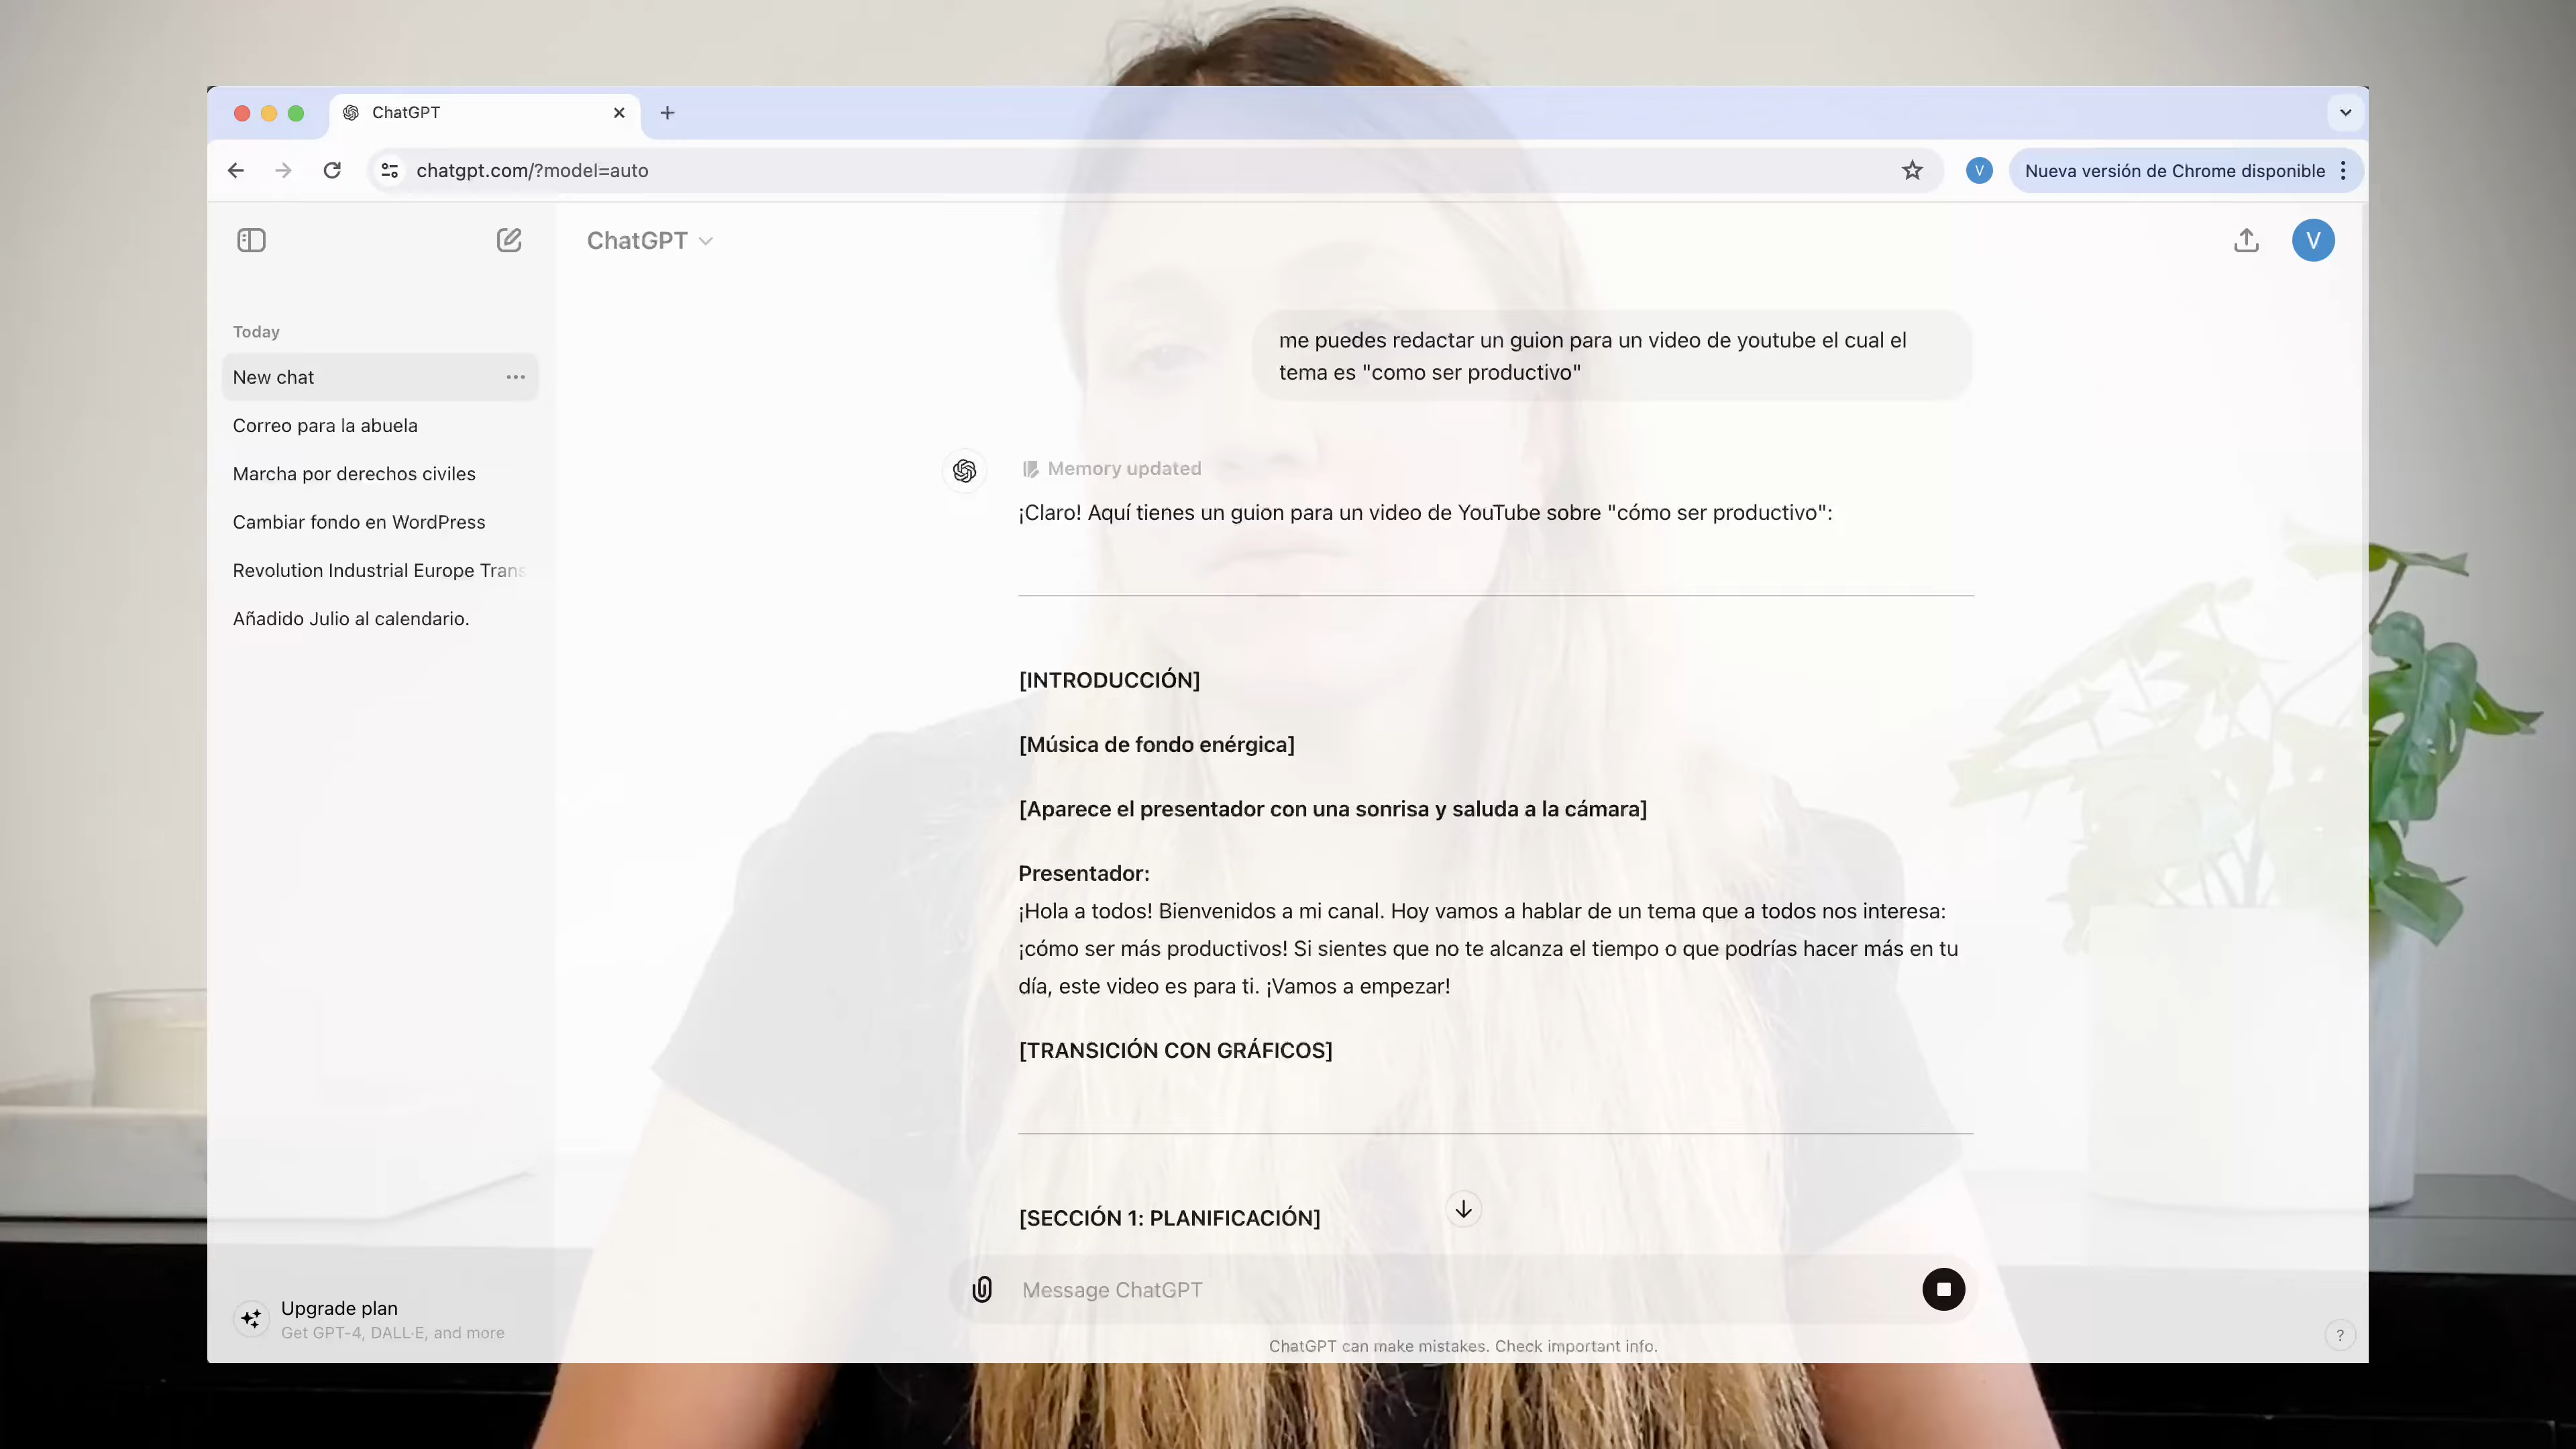 ChatGPT
chatgpt.com/?model=auto
V
Nueva versión de Chrome disponible
ChatGPT
V
Today
New chat
Correo para la abuela
Marcha por derechos civiles
Cambiar fondo en WordPress
Revolution Industrial Europe Trans
Añadido Julio al calendario.
me puedes redactar un guion para un video de youtube el cual el
tema es "como ser productivo"
Memory updated
¡Claro! Aquí tienes un guion para un video de YouTube sobre "cómo ser productivo":
[INTRODUCCIÓN]
[Música de fondo enérgica]
[Aparece el presentador con una sonrisa y saluda a la cámara]
Presentador:
¡Hola a todos! Bienvenidos a mi canal. Hoy vamos a hablar de un tema que a todos nos interesa:
¡cómo ser más productivos! Si sientes que no te alcanza el tiempo o que podrías hacer más en tu
día, este video es para ti. ¡Vamos a empezar!
[TRANSICIÓN CON GRÁFICOS]
[SECCIÓN 1: PLANIFICACIÓN]
Message ChatGPT
Upgrade plan
Get GPT-4, DALL·E, and more
ChatGPT can make mistakes. Check important info.
?